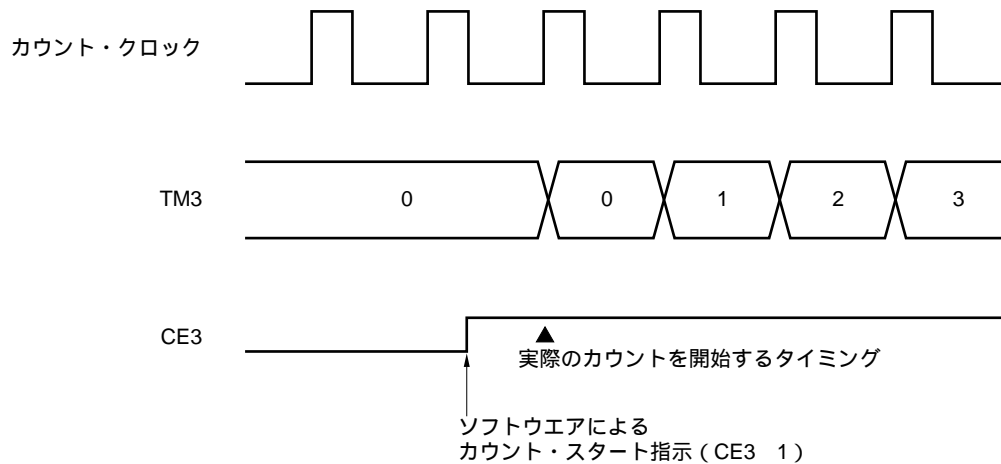 カウント・クロック
TM3
0 0 1 2 3
CE3
▲
実際のカウントを開始するタイミング
ソフトウエアによる
カウント・スタート指示（CE3 1）